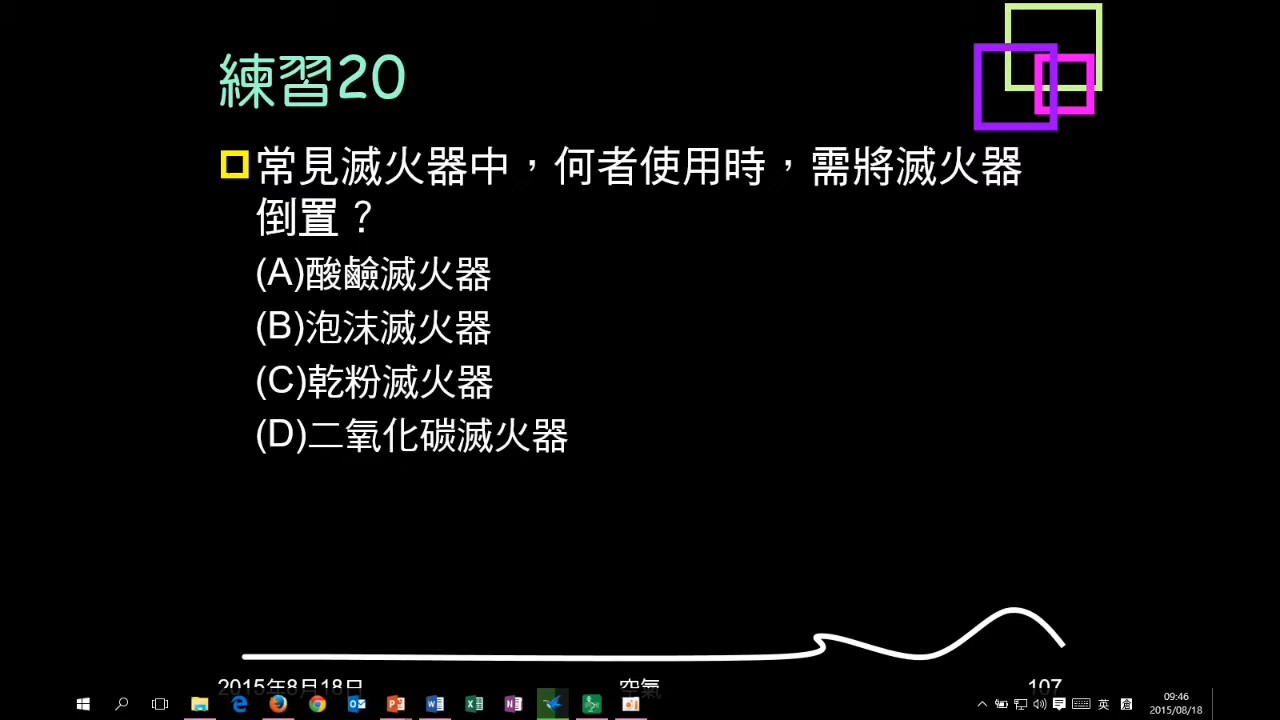 練習20
常見滅火器中，何者使用時，需將滅火器
倒置？
(A)酸鹼滅火器
(B)泡沫滅火器
(C)乾粉滅火器
(D)二氧化碳滅火器
2015年8月18日 空氣 107
英
09:46
2015/08/18